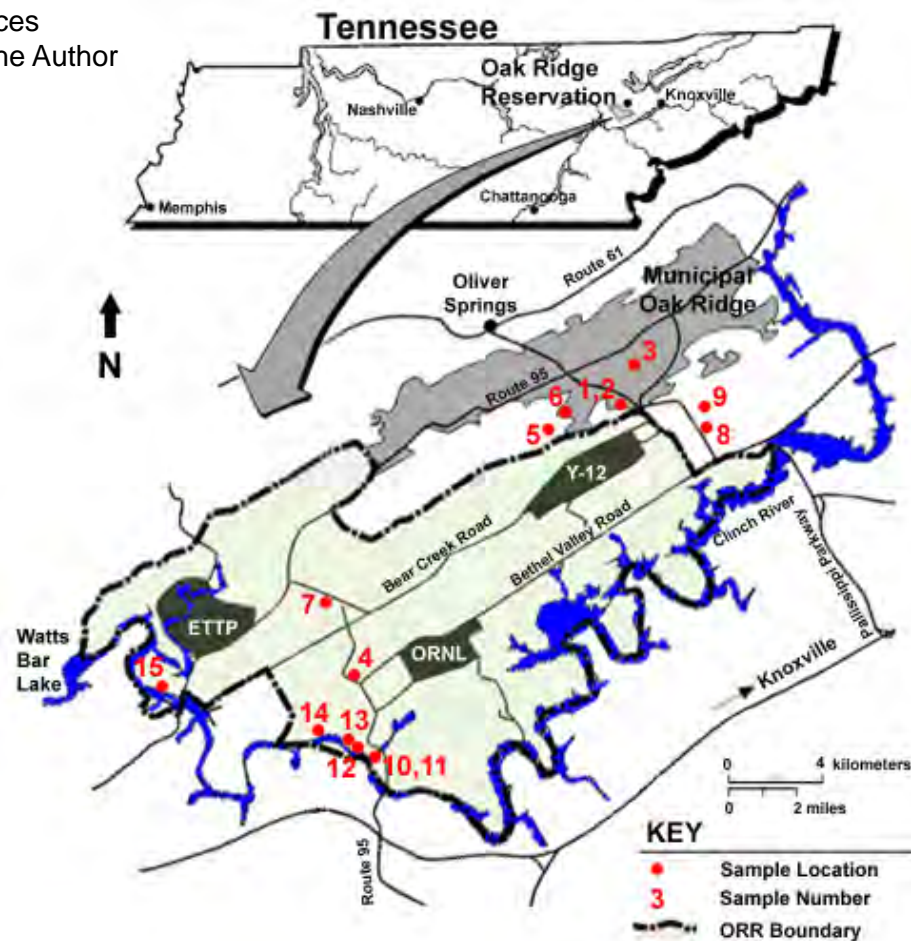 ces
ne Author
Tennessee
Oak Ridge
Reservation
Knoxville
Nashville
Chattanooga
Memphis
Route 61
Oliver
Springs
Municipal
Oak Ridge
N
Route 95
3
1,2
6
5
9
8
Y-12
Bear Creek Road
Bethel Valley Road
Clinch River
Pallissippi Parkway
7
ETTP
ORNL
Watts
Bar
Lake
15
4
Knoxville
14
13
12
10,11
Route 95
0 4 kilometers
0 2 miles
KEY
Sample Location
3 Sample Number
ORR Boundary